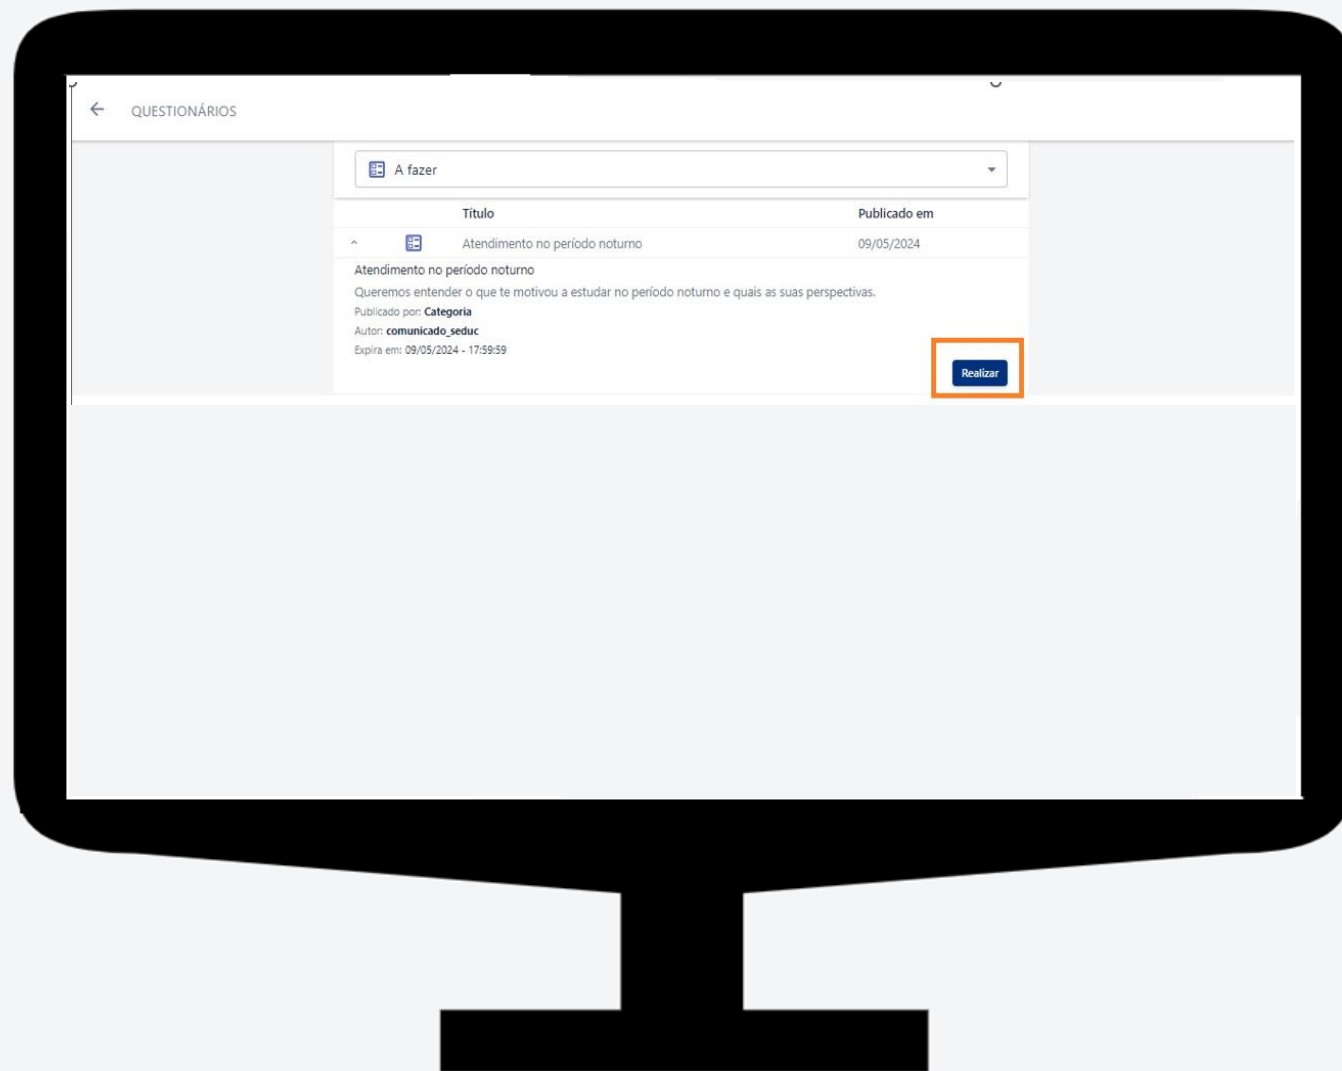 QUESTIONÁRIOS
A fazer
Título Publicado em
Atendimento no período noturno 09/05/2024
Atendimento no período noturno
Queremos entender o que te motivou a estudar no período noturno e quais as suas perspectivas.
Publicado por: Categoria
Autor: comunicado_seduc
Expira em: 09/05/2024 - 17:59:59
Realizar